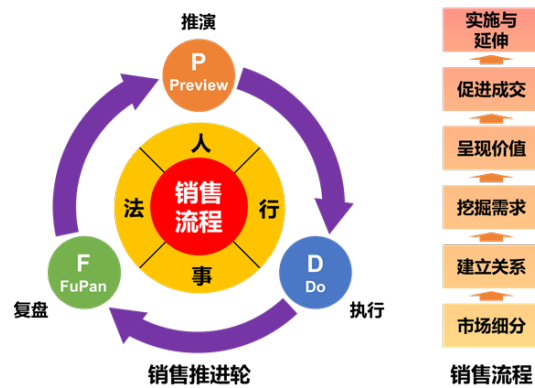 推演
P
Preview
人
法
行
事
销售
流程
F
FuPan
复盘
D
Do
执行
销售推进轮
实施与
延伸
促进成交
呈现价值
挖掘需求
建立关系
市场细分
销售流程